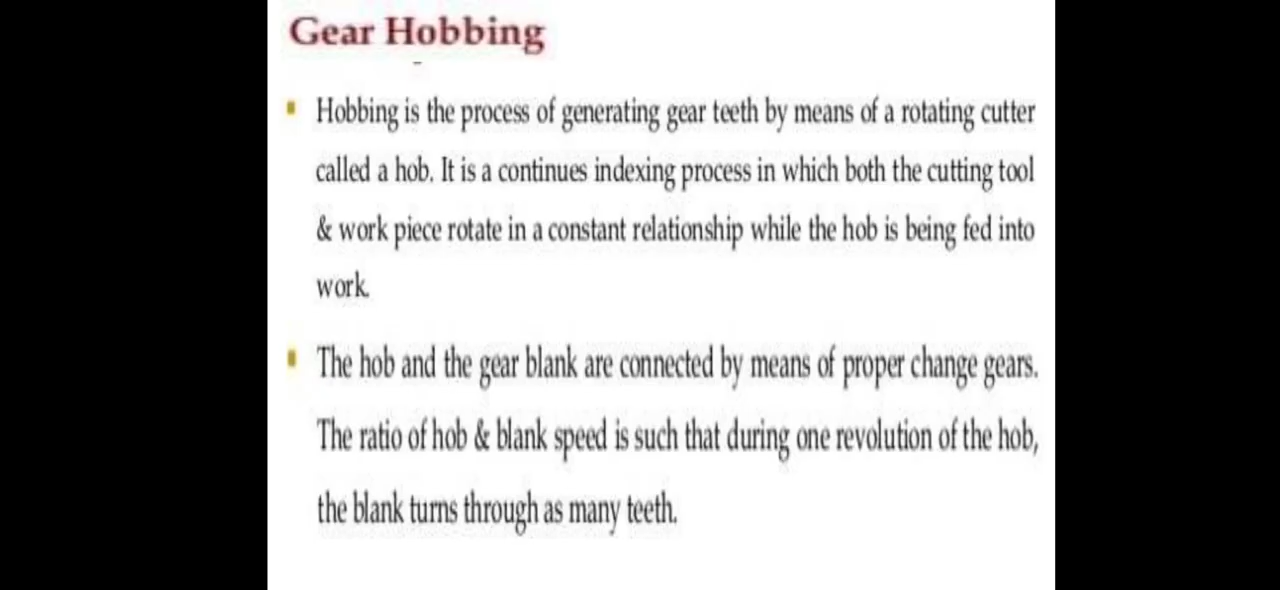 Gear Hobbing
▪ Hobbing is the process of generating gear teeth by means of a rotating cutter
called a hob. It is a continues indexing process in which both the cutting tool
& work piece rotate in a constant relationship while the hob is being fed into
work.
▪ The hob and the gear blank are connected by means of proper change gears.
The ratio of hob & blank speed is such that during one revolution of the hob,
the blank turns through as many teeth.